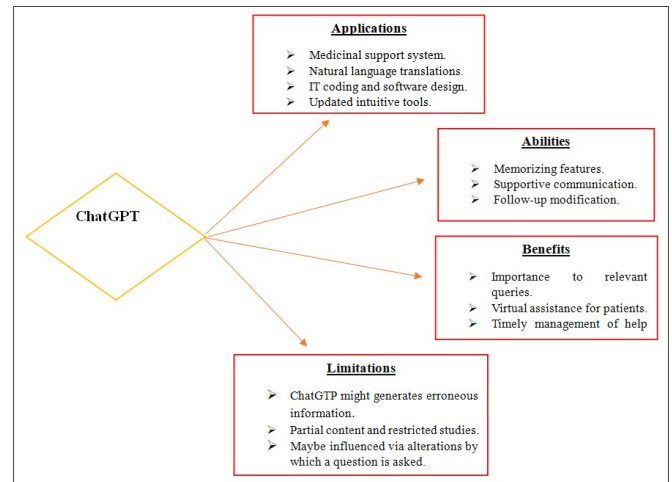 Applications
➢ Medicinal support system.
➢ Natural language translations.
➢ IT coding and software design.
➢ Updated intuitive tools.
Abilities
➢ Memorizing features.
➢ Supportive communication.
➢ Follow-up modification.
ChatGPT
Benefits
➢ Importance to relevant
queries.
➢ Virtual assistance for patients.
➢ Timely management of help
Limitations
➢ ChatGTP might generates erroneous
information.
➢ Partial content and restricted studies.
➢ Maybe influenced via alterations by
which a question is asked.